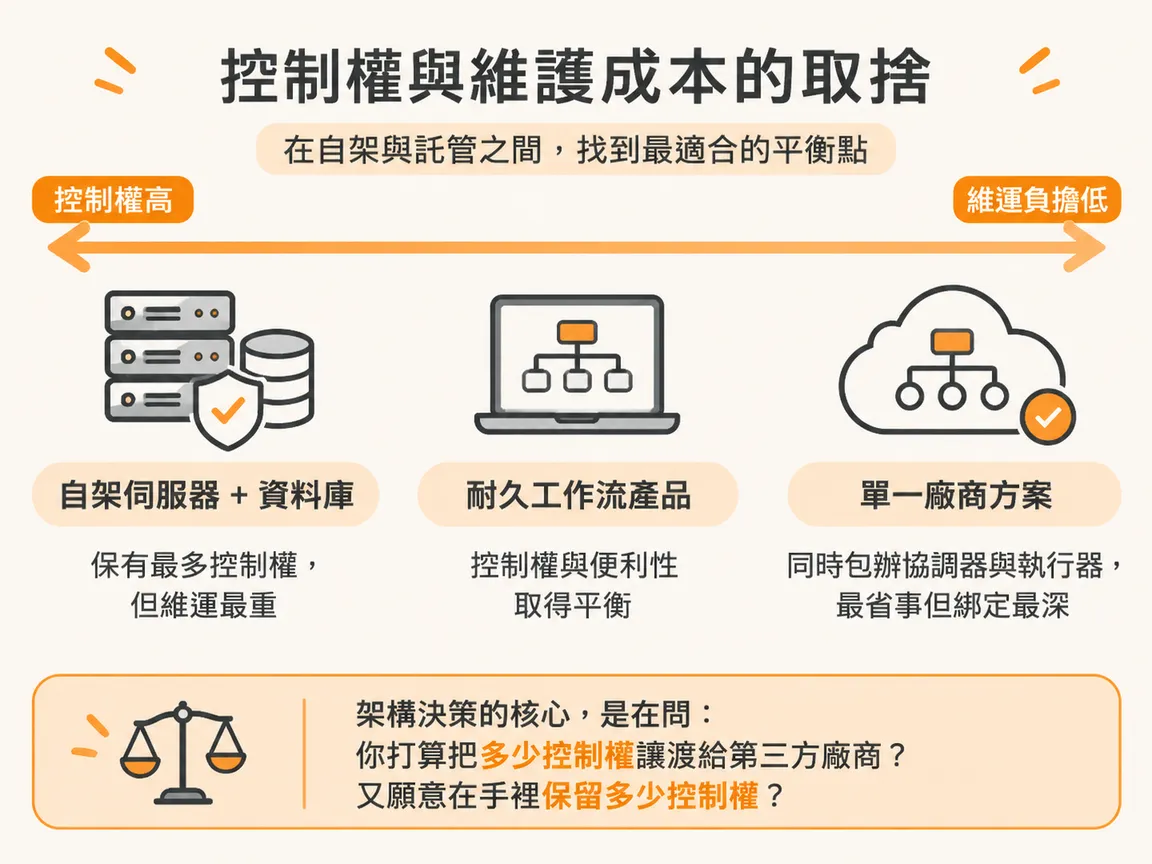 控制權與維護成本的取捨
在自架與託管之間，找到最適合的平衡點
控制權高
維運負擔低
自架伺服器 + 資料庫
保有最多控制權，
但維運最重
耐久工作流產品
控制權與便利性
取得平衡
單一廠商方案
同時包辦協調器與執行器，
最省事但綁定最深
架構決策的核心，是在問：
你打算把多少控制權讓渡給第三方廠商？
又願意在手裡保留多少控制權？